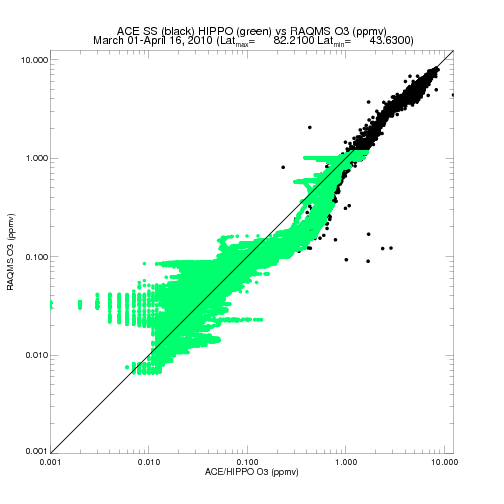 ACE SS (black) HIPPO (green) vs RAQMS O3 (ppmv)
March 01-April 16, 2010 (Latmax= 82.2100 Latmin= 43.6300)
10.000
1.000
0.100
0.010
0.001
RAQMS O3 (ppmv)
0.001 0.010 0.100 1.000 10.000
ACE/HIPPO O3 (ppmv)